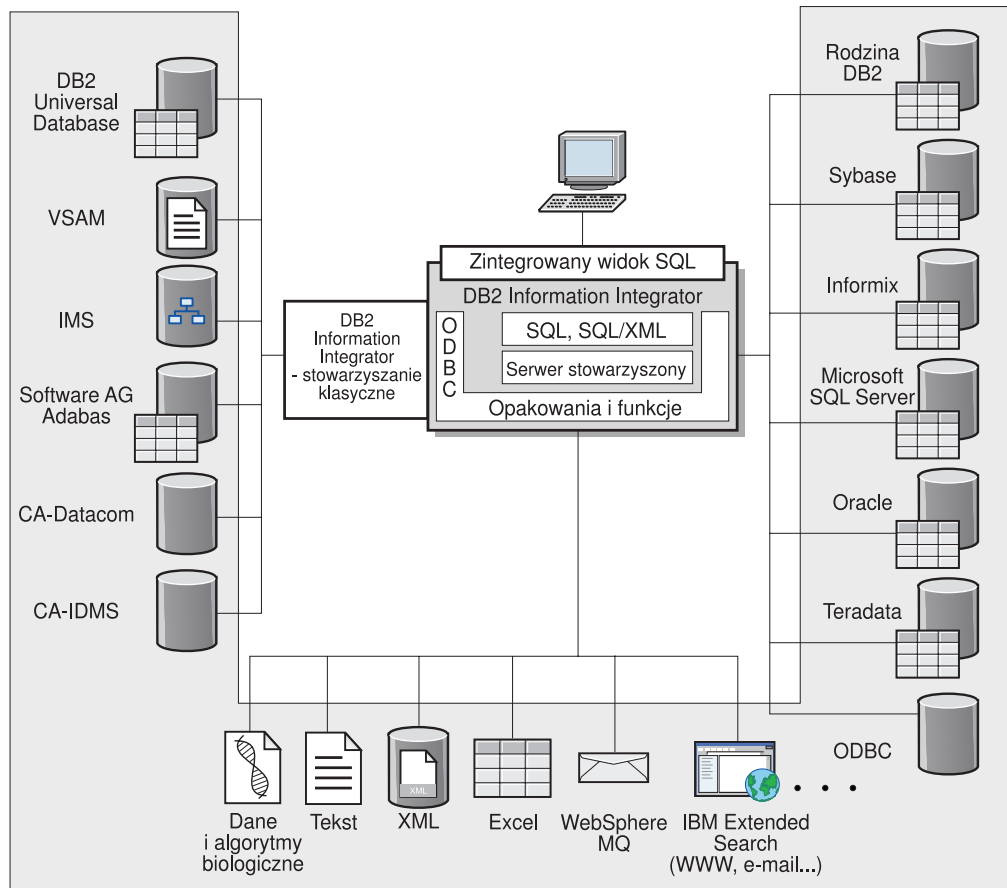 DB2
Universal
Database
VSAM
IMS
Software AG
Adabas
CA-Datacom
CA-IDMS
Zintegrowany widok SQL
DB2 Information Integrator
DB2
Information
Integrator
- stowarzyszanie
klasyczne
O
D
B
C
SQL, SQL/XML
Serwer stowarzyszony
Opakowania i funkcje
Rodzina
DB2
Sybase
Informix
Microsoft
SQL Server
Oracle
Teradata
ODBC
XML
Dane
i algorytmy
biologiczne
Tekst
XML
Excel
WebSphere
MQ
IBM Extended
Search
(WWW, e-mail...)
. . .